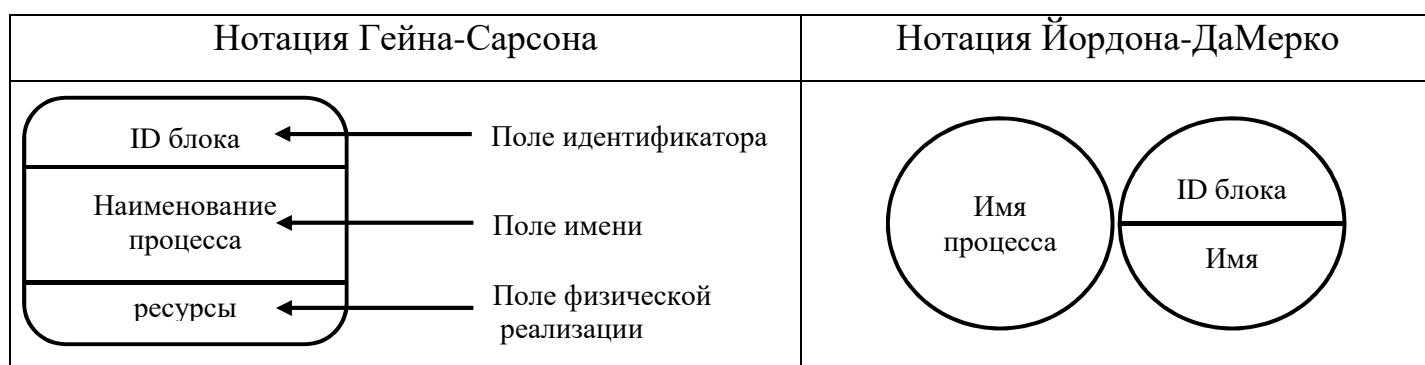 Нотация Гейна-Сарсона
Нотация Йордона-ДаМерко
ID блока
Поле идентификатора
Наименование
процесса
Поле имени
ресурсы
Поле физической
реализации
Имя
процесса
ID блока
Имя